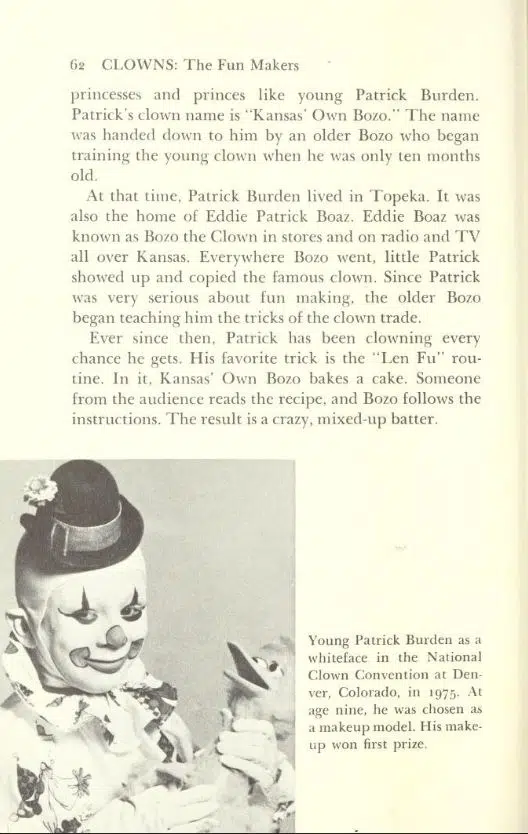 62 CLOWNS: The Fun Makers
princesses and princes like young Patrick Burden.
Patrick's clown name is "Kansas' Own Bozo." The name
was handed down to him by an older Bozo who began
training the young clown when he was only ten months
old.
At that time, Patrick Burden lived in Topeka. It was
also the home of Eddie Patrick Boaz. Eddie Boaz was
known as Bozo the Clown in stores and on radio and TV
all over Kansas. Everywhere Bozo went, little Patrick
showed up and copied the famous clown. Since Patrick
was very serious about fun making, the older Bozo
began teaching him the tricks of the clown trade.
Ever since then, Patrick has been clowning every
chance he gets. His favorite trick is the "Len Fu" rou-
tine. In it, Kansas' Own Bozo bakes a cake. Someone
from the audience reads the recipe, and Bozo follows the
instructions. The result is a crazy, mixed-up batter.
Young Patrick Burden as a
whiteface in the National
Clown Convention at Den-
ver, Colorado, in 1975. At
age nine, he was chosen as
a makeup model. His make-
up won first prize.